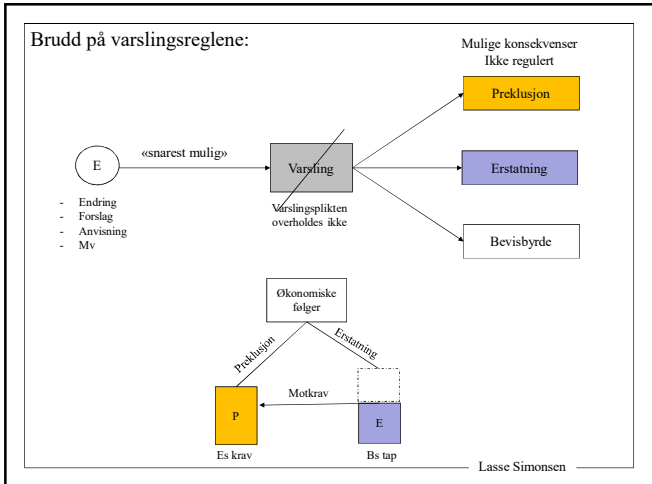 Brudd på varslingsreglene:
Mulige konsekvenser
Ikke regulert
Preklusjon
«snarest mulig»
E
Varsling
Erstatning
Varslingsplikten
overholdes ikke
- Endring
- Forslag
- Anvisning
- Mv
Bevisbyrde
Økonomiske
følger
Preklusjon
Erstatning
Motkrav
P
E
Es krav
Bs tap
Lasse Simonsen